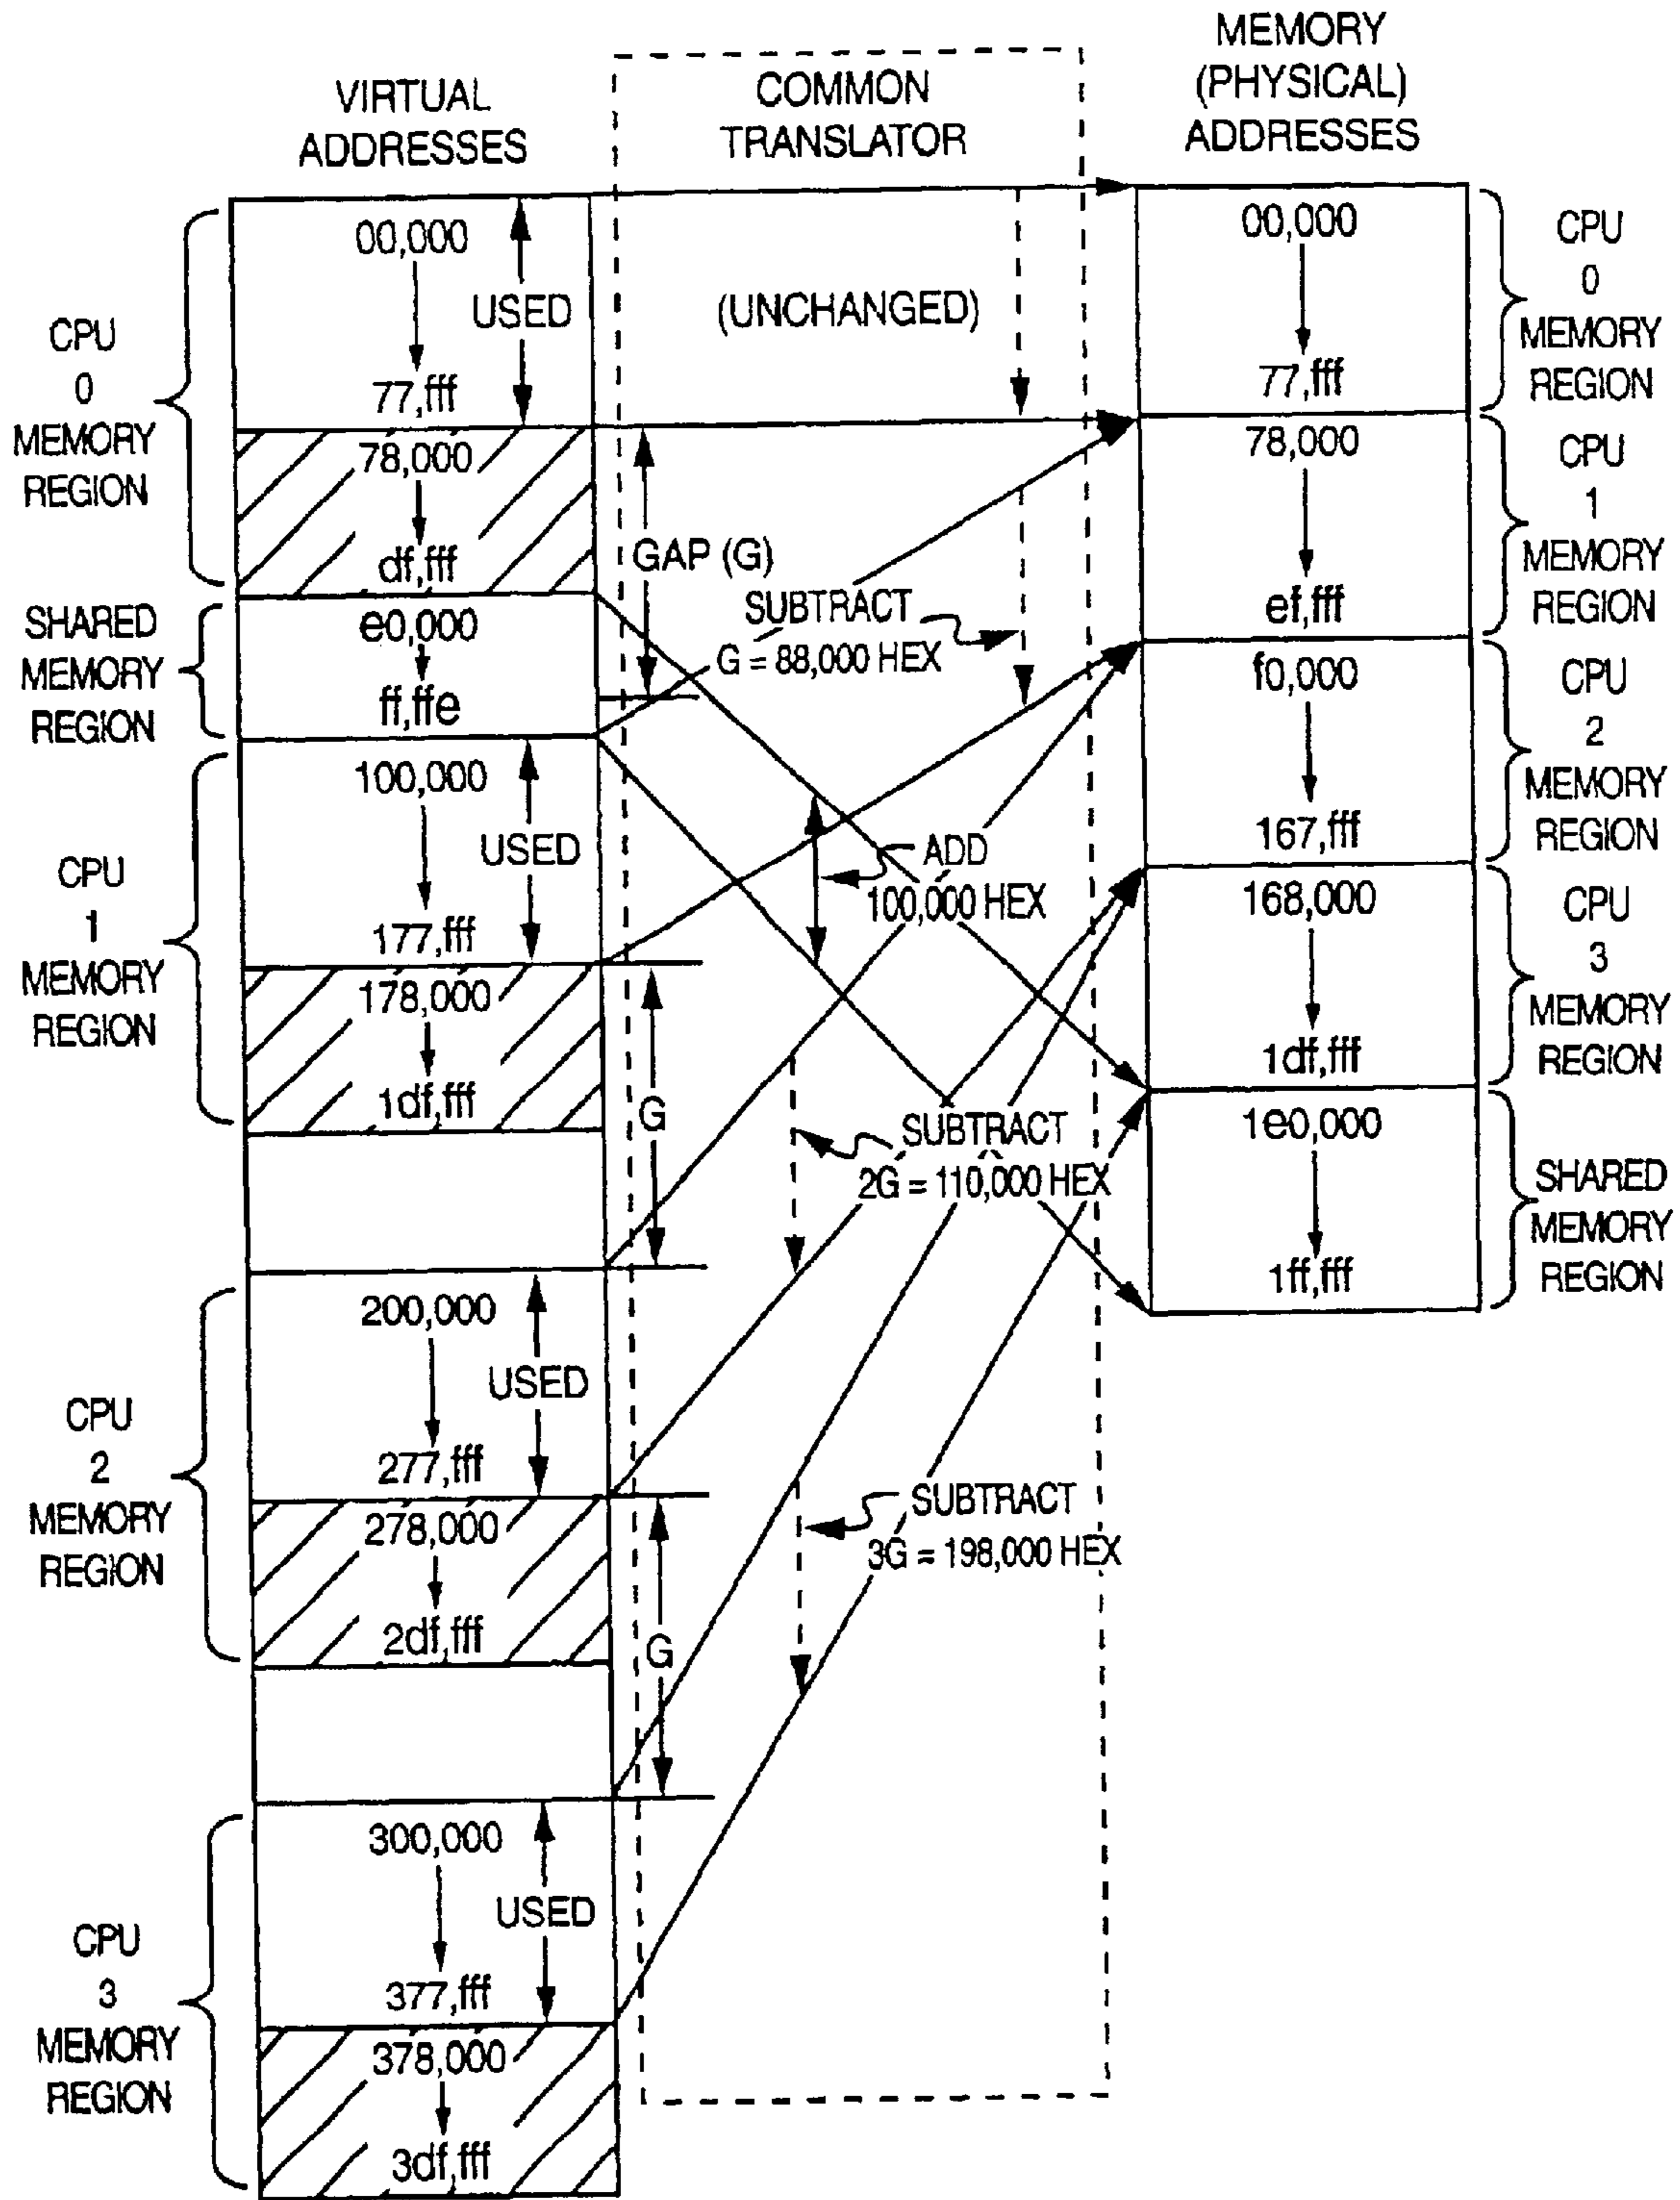 VIRTUAL
ADDRESSES
COMMON
TRANSLATOR
MEMORY
(PHYSICAL)
ADDRESSES
CPU
0
MEMORY
REGION
00,000
USED
77,fff
78,000
df,fff
SHARED
MEMORY
REGION
e0,000
ff,ffe
CPU
1
MEMORY
REGION
100,000
USED
177,fff
178,000
1df,fff
CPU
2
MEMORY
REGION
200,000
USED
277,fff
278,000
2df,fff
CPU
3
MEMORY
REGION
300,000
USED
377,fff
378,000
3df,fff
(UNCHANGED)
GAP (G)
SUBTRACT
G = 88,000 HEX
ADD
100,000 HEX
G
SUBTRACT
2G = 110,000 HEX
G
SUBTRACT
3G = 198,000 HEX
00,000
77,fff
CPU
0
MEMORY
REGION
78,000
ef,fff
CPU
1
MEMORY
REGION
f0,000
167,fff
CPU
2
MEMORY
REGION
168,000
1df,fff
CPU
3
MEMORY
REGION
1e0,000
1ff,fff
SHARED
MEMORY
REGION